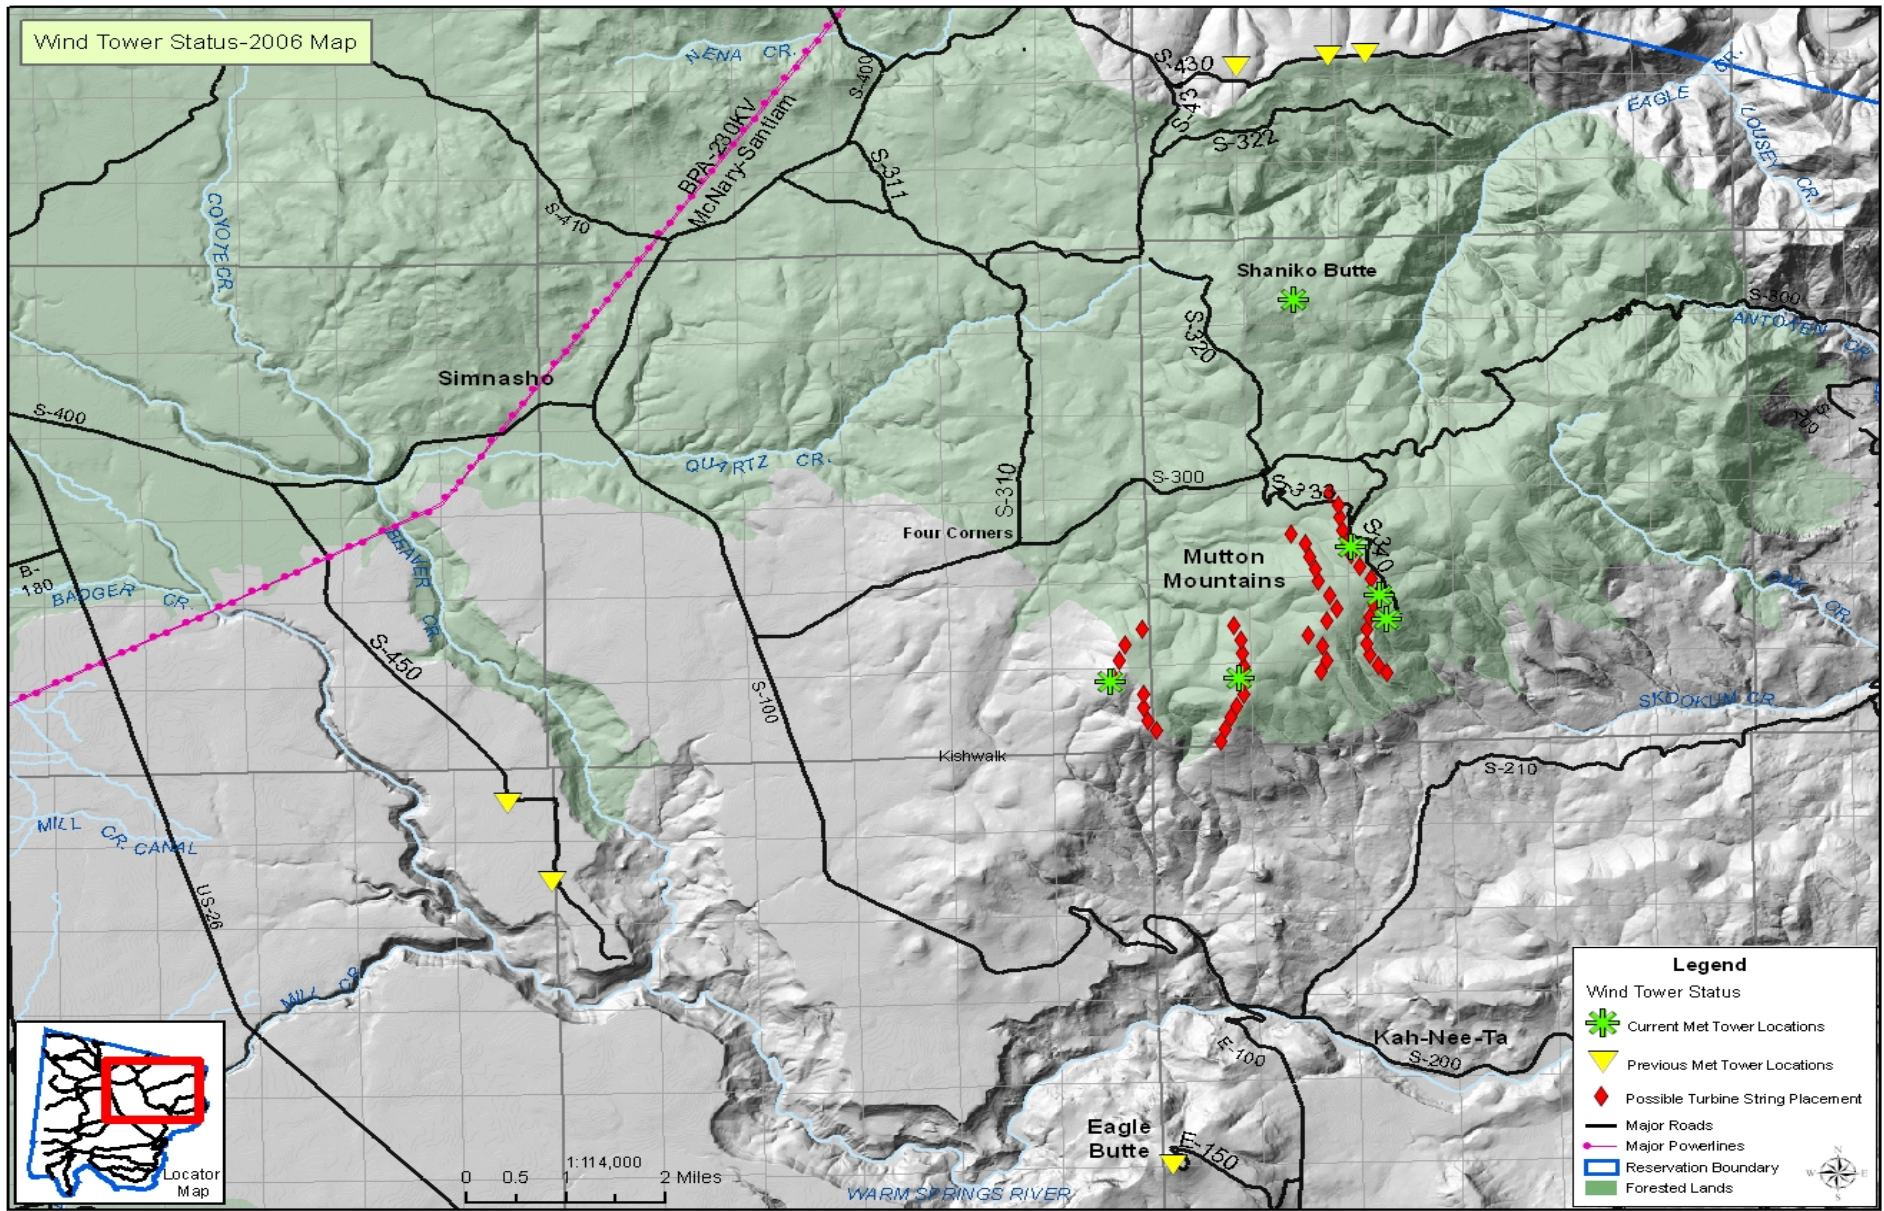 Wind Tower Status-2006 Map
NENA CR.
S-400
BPA-230KV
McNary-Santiam
S-430
S-431
S-322
EAGLE CR.
LOUSEY CR.
COYOTE CR.
S-410
S-311
Shaniko Butte
S-320
S-300
ANTOKEN CR.
S-200
Simnasho
S-400
QUARTZ CR.
S-310
S-300
Four Corners
Mutton
Mountains
S-340
OAK CR.
B-
180
BADGER CR.
BEAVER CR.
S-450
S-100
SKOOKUM CR.
Kishwalk
S-210
MILL CR. CANAL
US-26
MILL CR.
Kah-Nee-Ta
S-200
E-100
Eagle
Butte
E-150
WARM SPRINGS RIVER
1:114,000
0 0.5 1 2 Miles
Locator
Map
Legend
Wind Tower Status
Current Met Tower Locations
Previous Met Tower Locations
Possible Turbine String Placement
Major Roads
Major Powerlines
Reservation Boundary
Forested Lands
N
W E
S